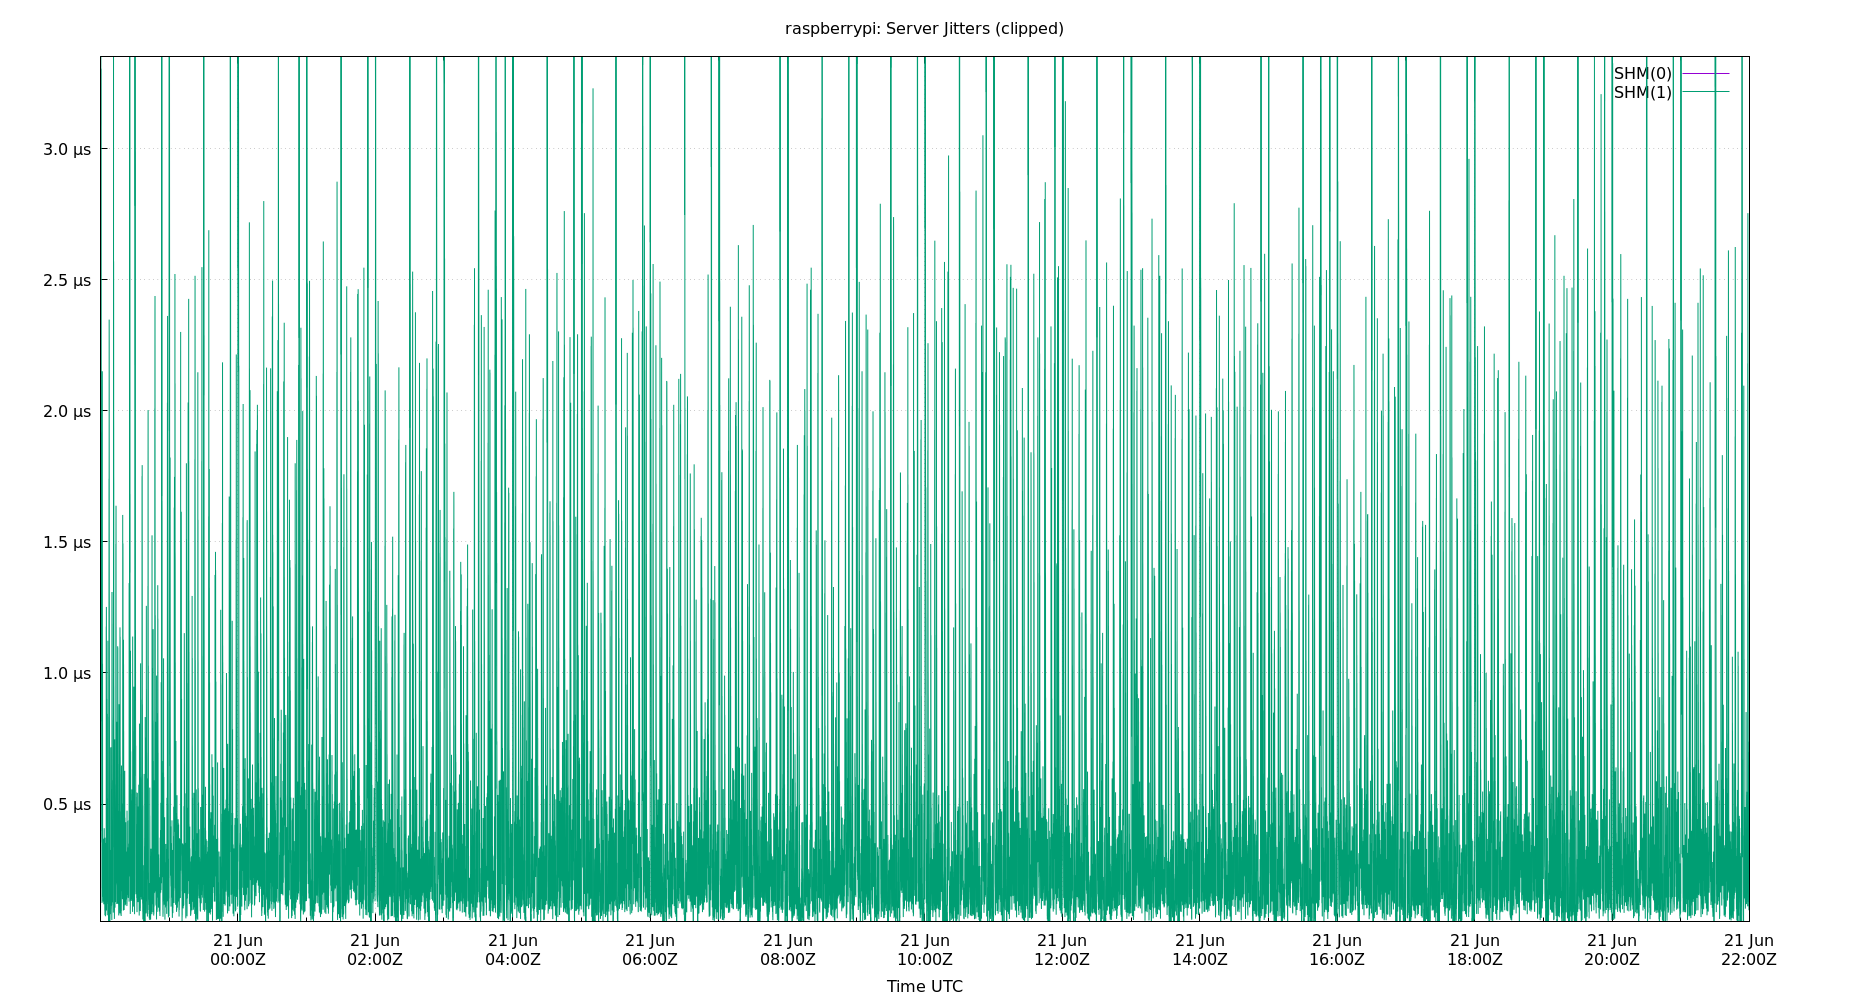 raspberrypi: Server Jitters (clipped)
SHM(0)
SHM(1)
3.0 µs
2.5 µs
2.0 µs
1.5 µs
1.0 µs
0.5 µs
21 Jun 21 Jun 21 Jun 21 Jun 21 Jun 21 Jun 21 Jun 21 Jun 21 Jun 21 Jun 21 Jun 21 Jun
00:00Z 02:00Z 04:00Z 06:00Z 08:00Z 10:00Z 12:00Z 14:00Z 16:00Z 18:00Z 20:00Z 22:00Z
Time UTC